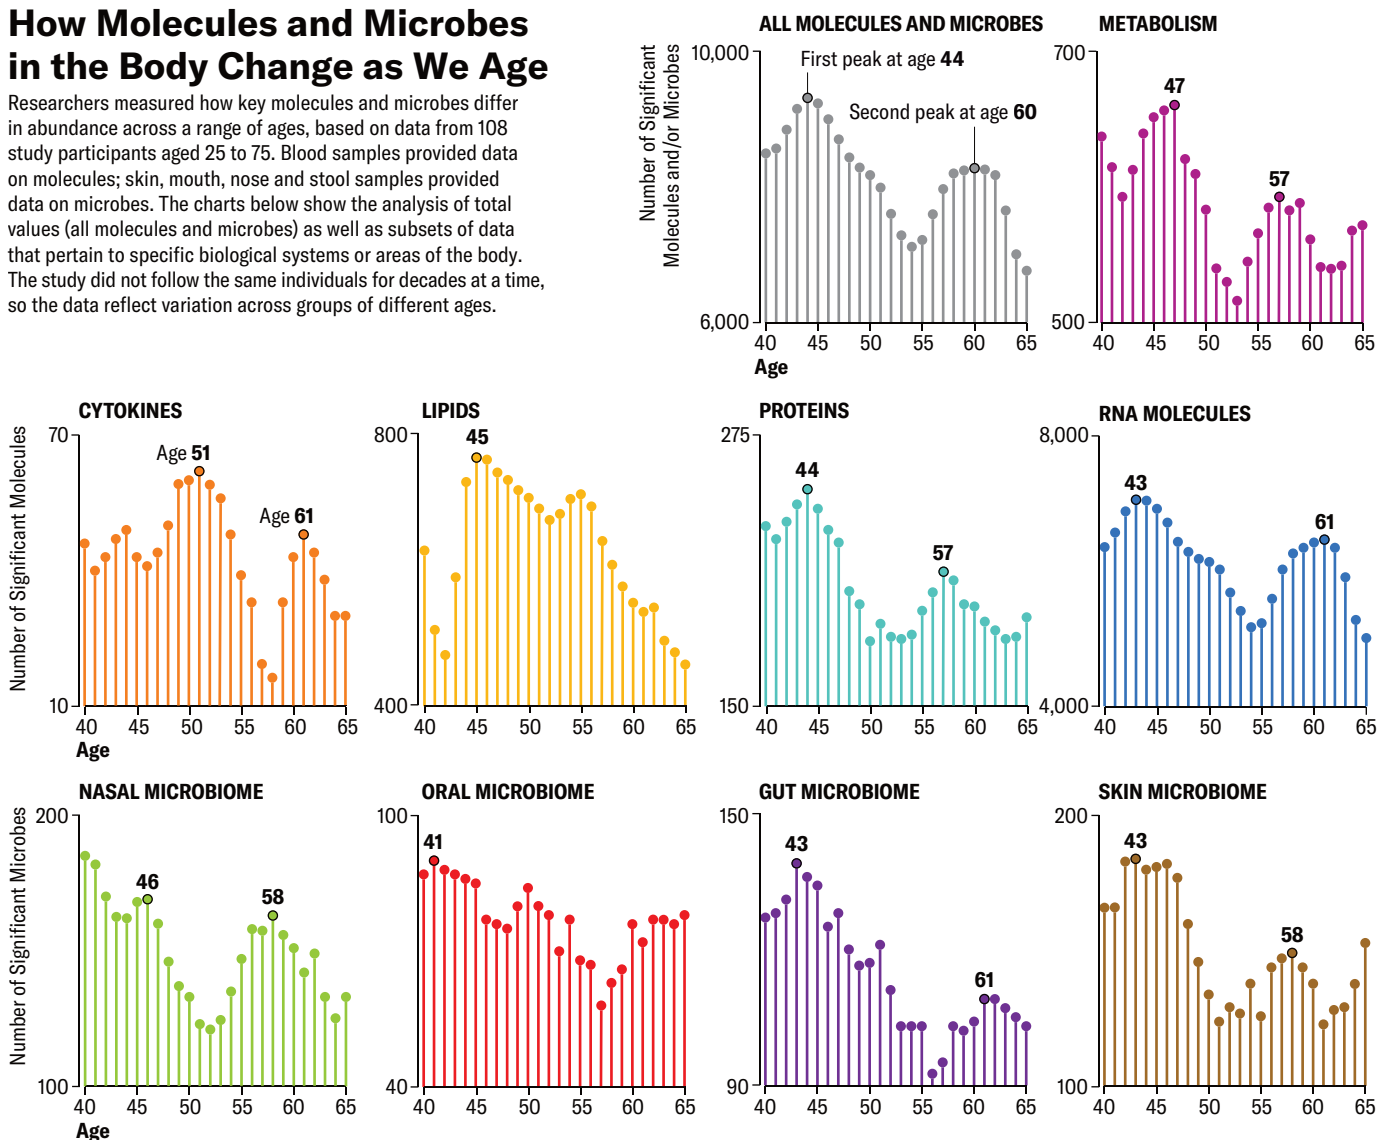 How Molecules and Microbes
in the Body Change as We Age
Researchers measured how key molecules and microbes differ
in abundance across a range of ages, based on data from 108
study participants aged 25 to 75. Blood samples provided data
on molecules; skin, mouth, nose and stool samples provided
data on microbes. The charts below show the analysis of total
values (all molecules and microbes) as well as subsets of data
that pertain to specific biological systems or areas of the body.
The study did not follow the same individuals for decades at a time,
so the data reflect variation across groups of different ages.
ALL MOLECULES AND MICROBES
Number of Significant
Molecules and/or Microbes
10,000
First peak at age 44
Second peak at age 60
6,000
40 45 50 55 60 65
Age
METABOLISM
700
47
57
500
40 45 50 55 60 65
CYTOKINES
Number of Significant Molecules
70
Age 51
Age 61
10
40 45 50 55 60 65
Age
LIPIDS
800
45
400
40 45 50 55 60 65
PROTEINS
275
44
57
150
40 45 50 55 60 65
RNA MOLECULES
8,000
43
61
4,000
40 45 50 55 60 65
NASAL MICROBIOME
Number of Significant Microbes
200
46
58
100
40 45 50 55 60 65
Age
ORAL MICROBIOME
100
41
40
40 45 50 55 60 65
GUT MICROBIOME
150
43
61
90
40 45 50 55 60 65
SKIN MICROBIOME
200
43
58
100
40 45 50 55 60 65